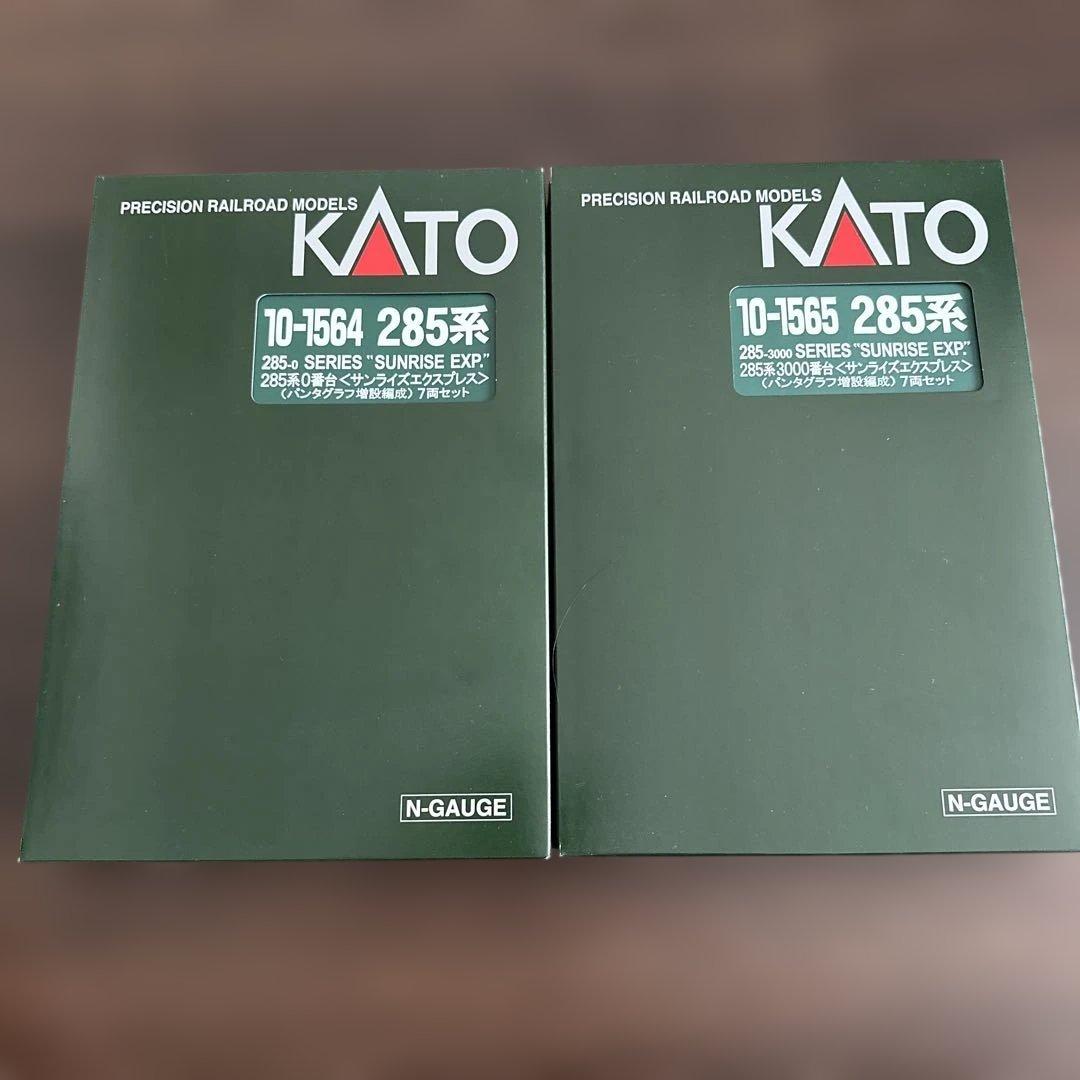 PRECISION RAILROAD MODELS
KATO
10-1564 285系
285-0 SERIES "SUNRISE EXP."
285系0番台<サンライズエクスプレス>
(パンタグラフ増設編成) 7両セット
N-GAUGE
PRECISION RAILROAD MODELS
KATO
10-1565 285系
285-3000 SERIES "SUNRISE EXP."
285系3000番台<サンライズエクスプレス>
(パンタグラフ増設編成) 7両セット
N-GAUGE